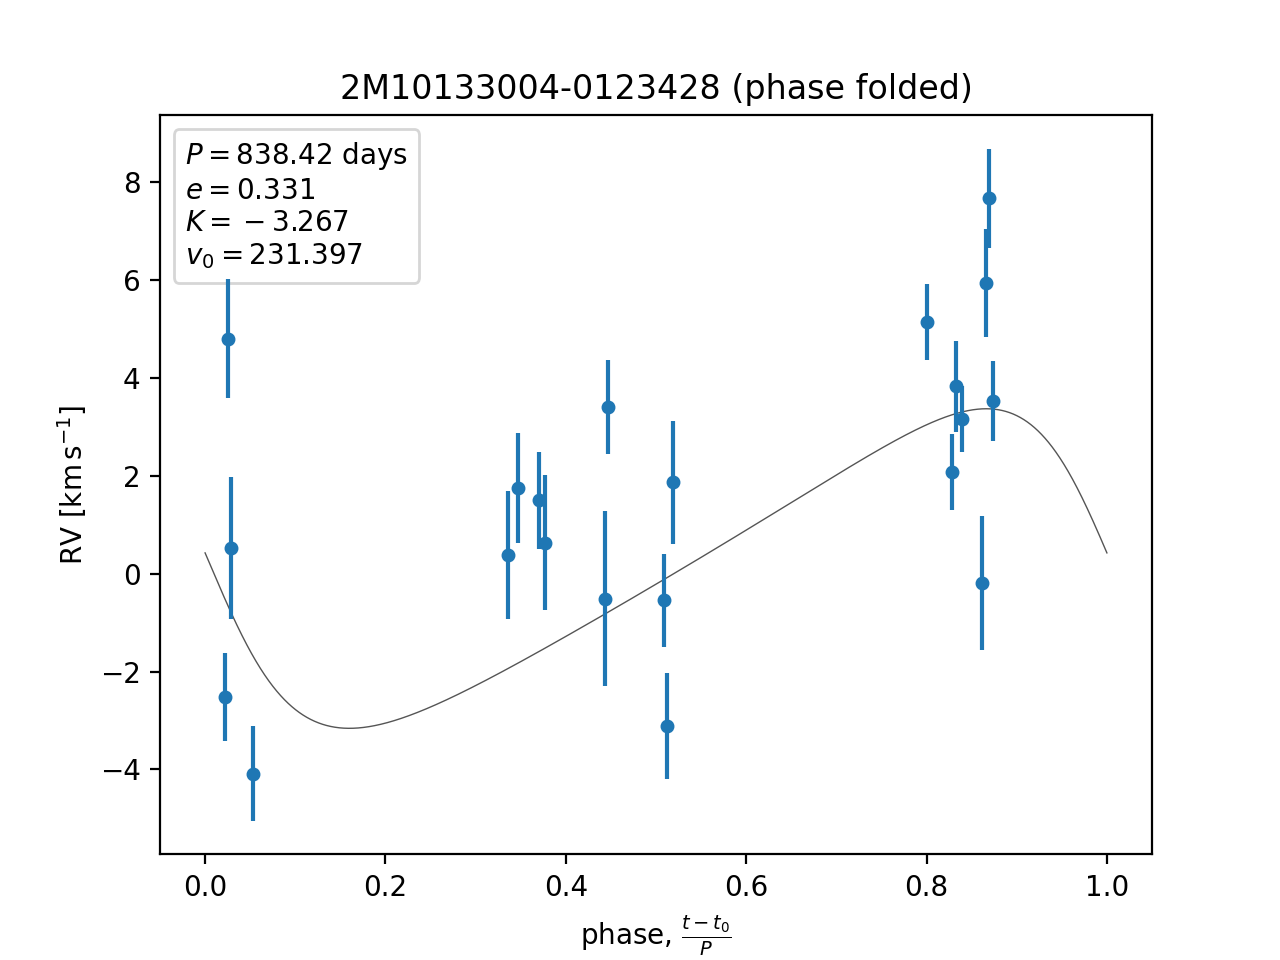 2M10133004-0123428 (phase folded)
P = 838.42 days
e = 0.331
K = −3.267
v₀ = 231.397
RV [km s⁻¹]
8
6
4
2
0
−2
−4
0.0 0.2 0.4 0.6 0.8 1.0
phase, (t − t₀)/P